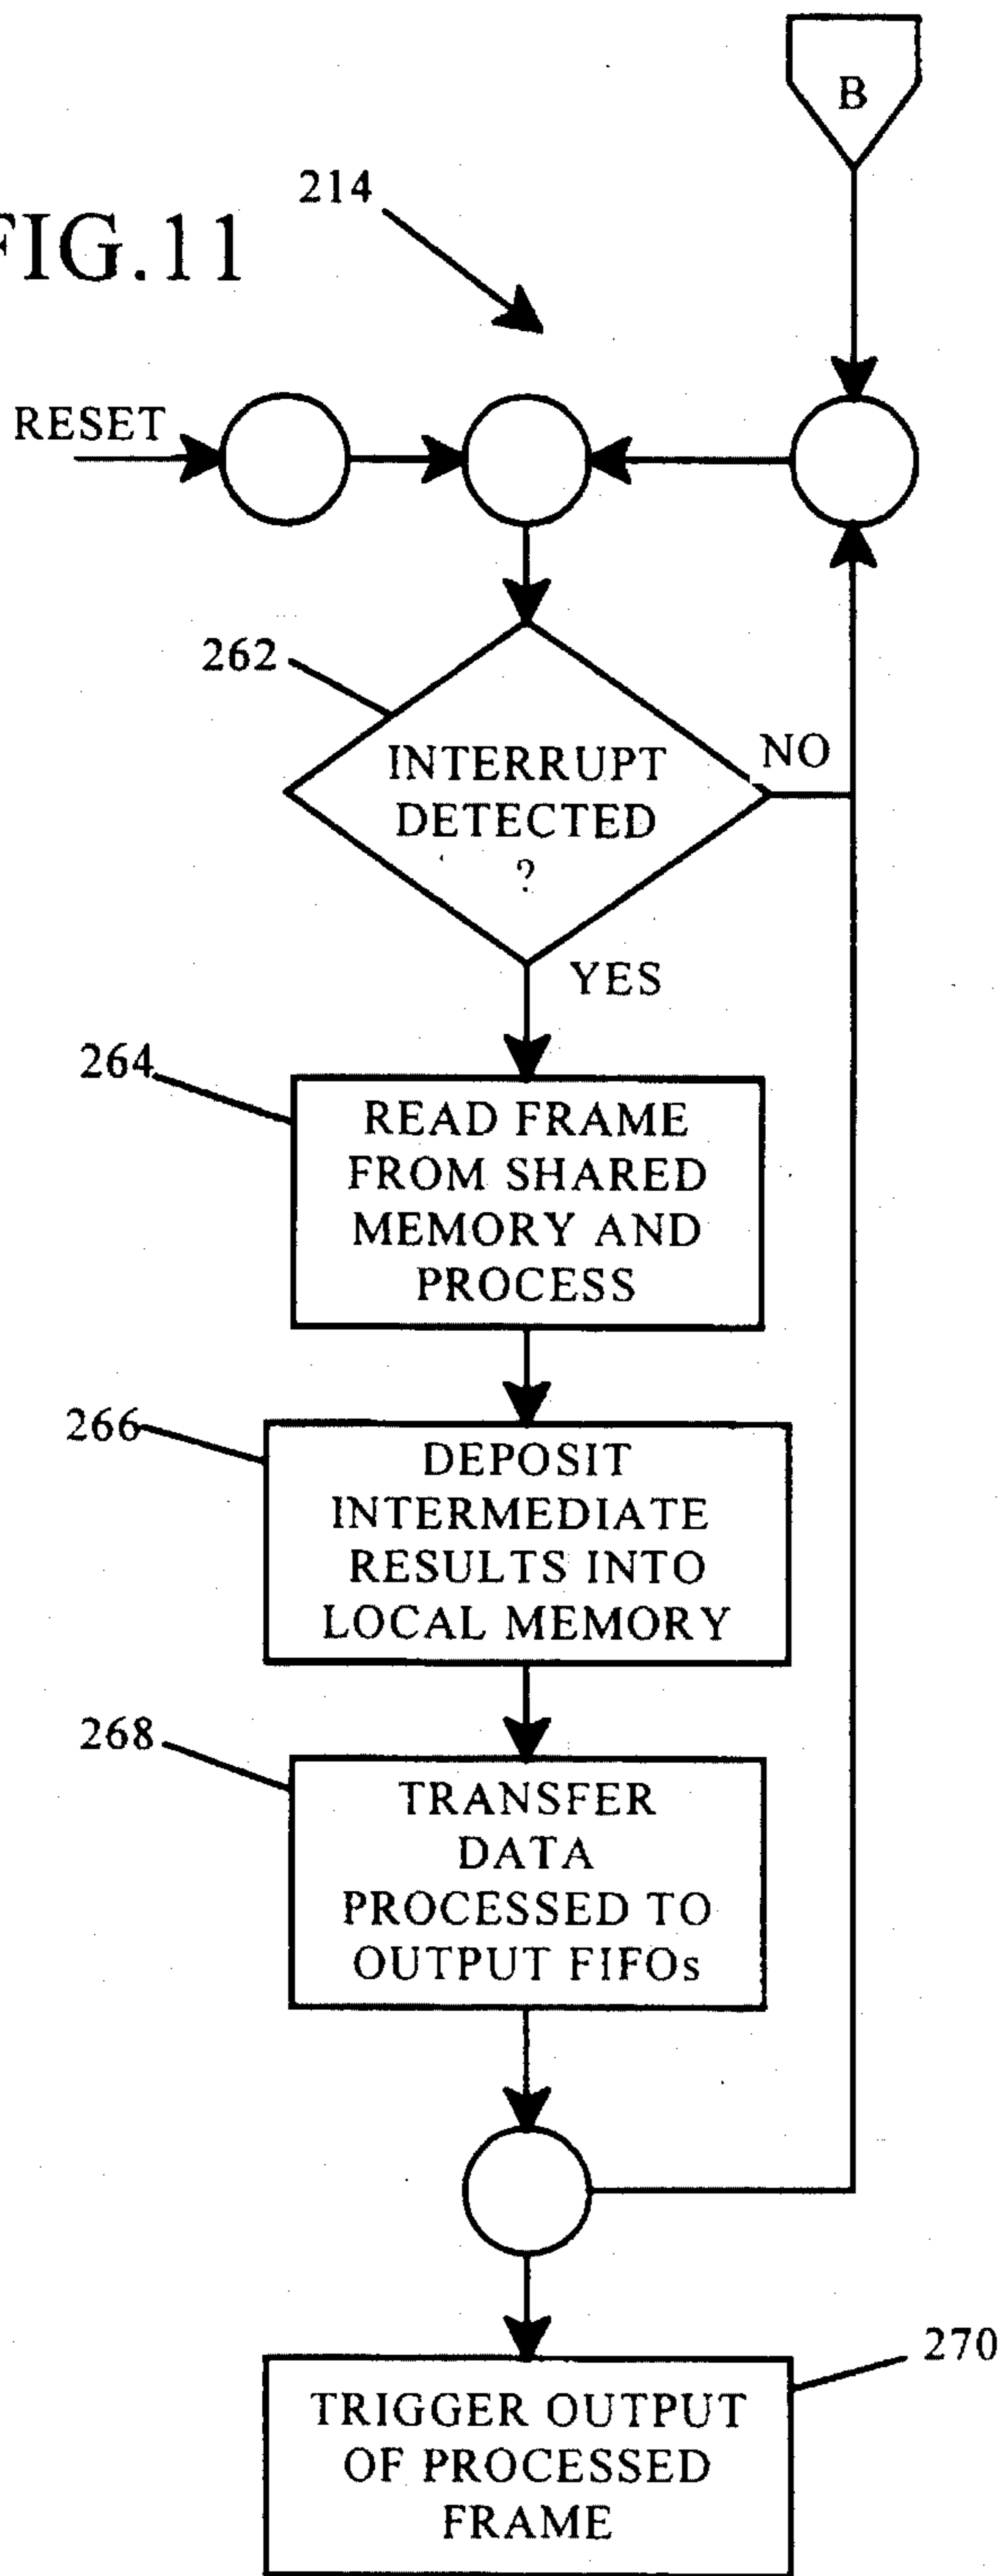 B
214
FIG.11
RESET
262
INTERRUPT
DETECTED
?
NO
YES
264
READ FRAME
FROM SHARED
MEMORY AND
PROCESS
266
DEPOSIT
INTERMEDIATE
RESULTS INTO
LOCAL MEMORY
268
TRANSFER
DATA
PROCESSED TO
OUTPUT FIFOs
270
TRIGGER OUTPUT
OF PROCESSED
FRAME